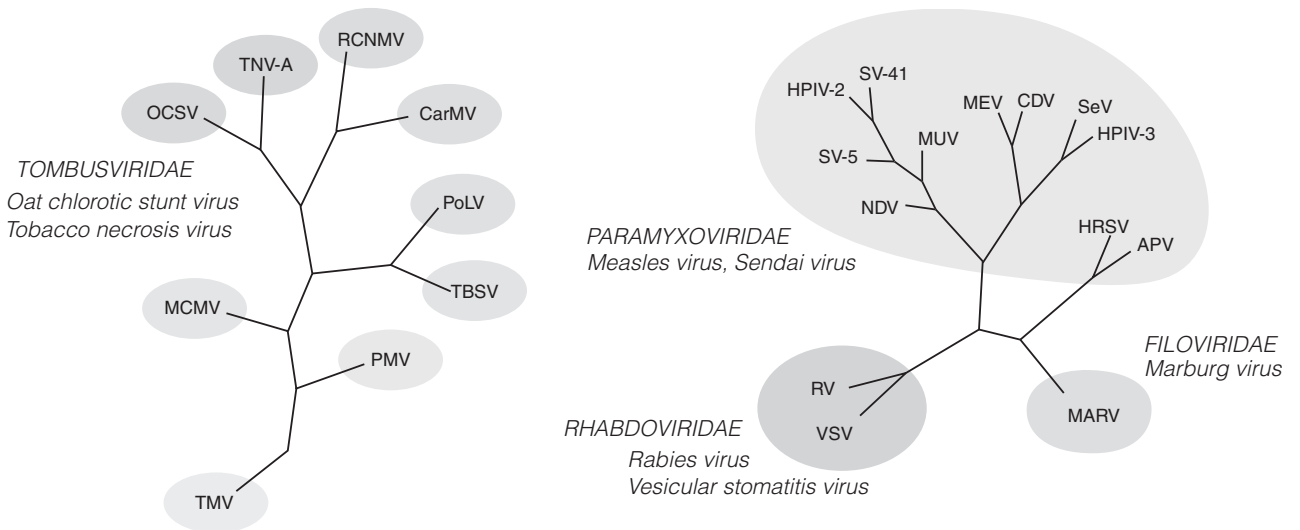 RCNMV
TNV-A
OCSV
CarMV
TOMBUSVIRIDAE
Oat chlorotic stunt virus
Tobacco necrosis virus
PoLV
TBSV
MCMV
PMV
TMV
SV-41
HPIV-2
MEV
CDV
SeV
HPIV-3
MUV
SV-5
NDV
HRSV
APV
PARAMYXOVIRIDAE
Measles virus, Sendai virus
FILOVIRIDAE
Marburg virus
RV
VSV
MARV
RHABDOVIRIDAE
Rabies virus
Vesicular stomatitis virus